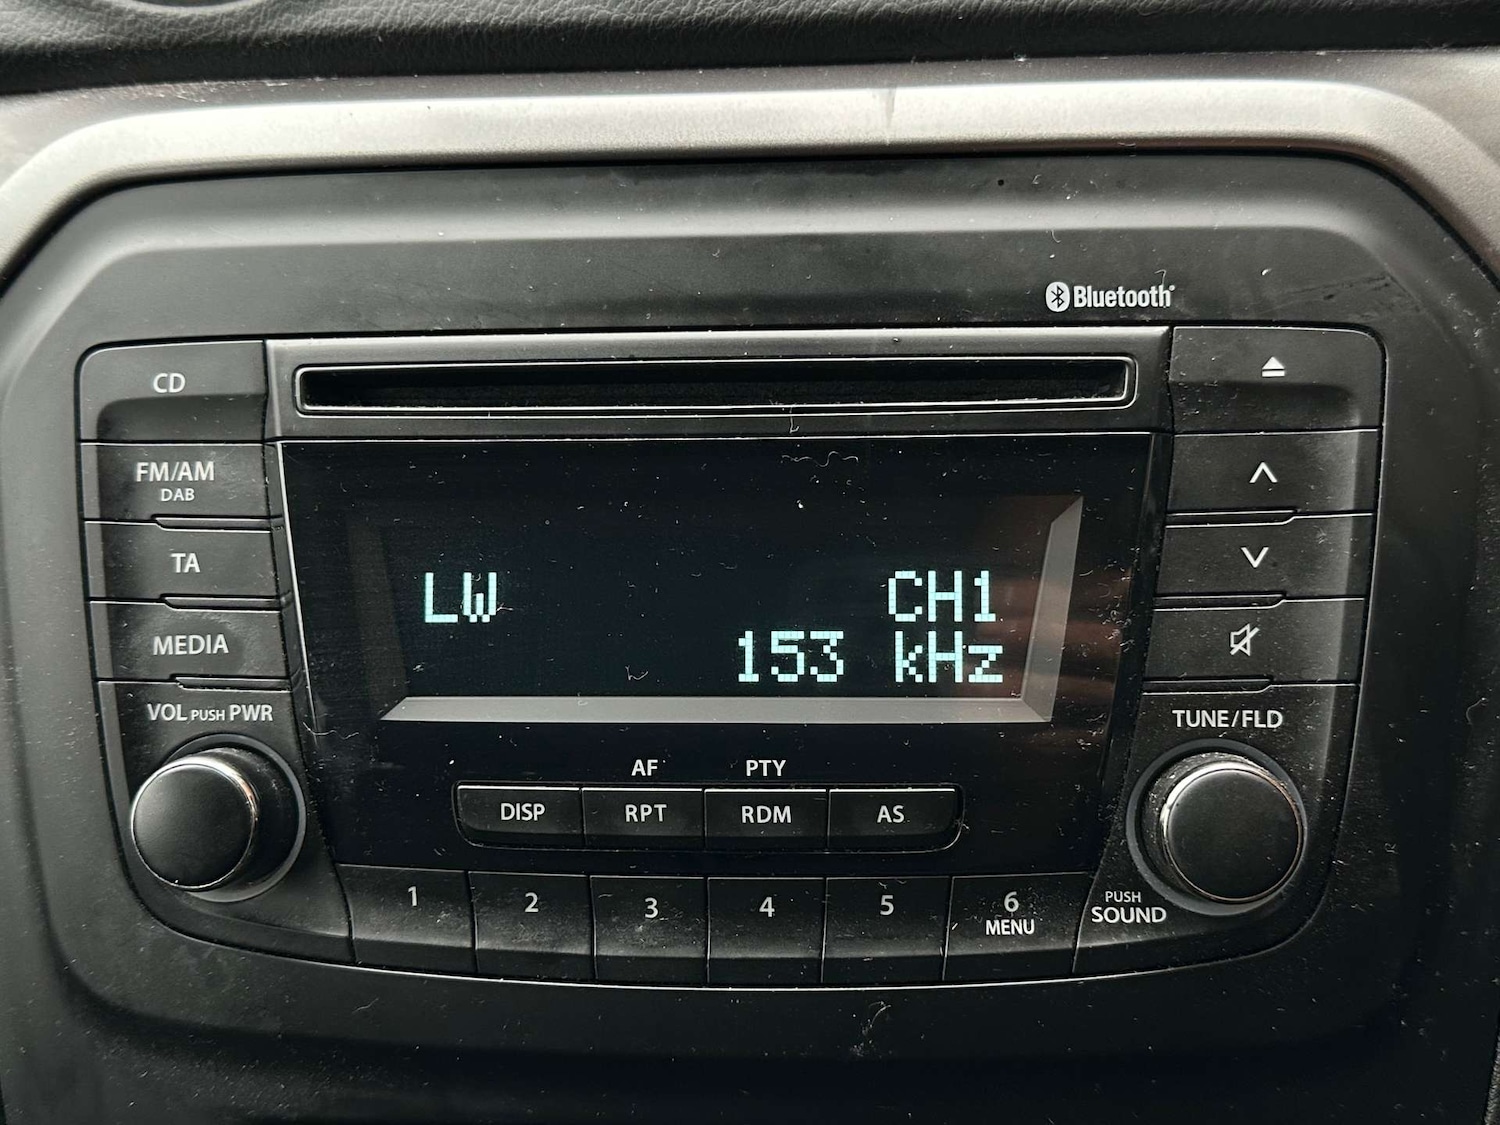 Bluetooth®
CD
FM/AM
DAB
TA
MEDIA
VOL PUSH PWR
LW CH1
153 kHz
TUNE/FLD
AF PTY
DISP RPT RDM AS
1 2 3 4 5 6
MENU
PUSH
SOUND